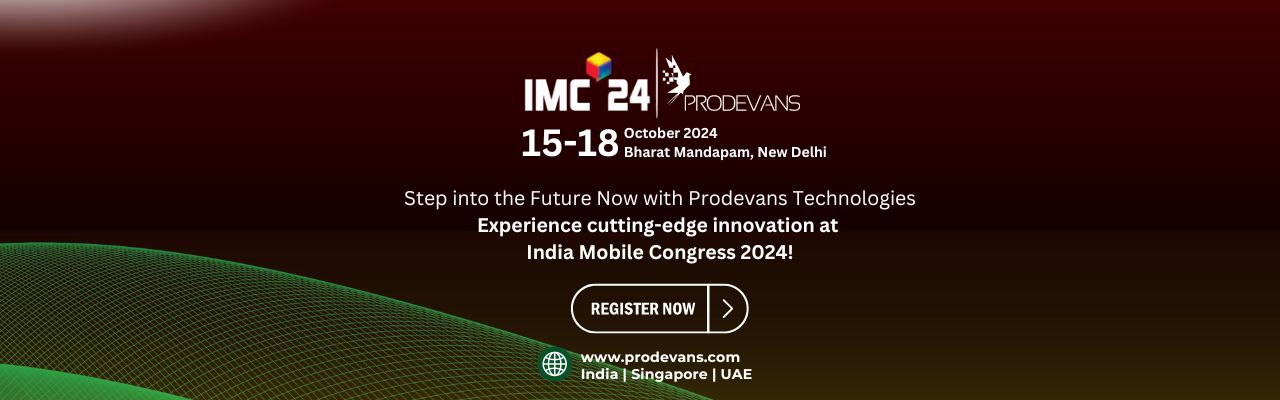 IMC 24 PRODEVANS
15-18 October 2024
Bharat Mandapam, New Delhi
Step into the Future Now with Prodevans Technologies
Experience cutting-edge innovation at
India Mobile Congress 2024!
REGISTER NOW
www.prodevans.com
India | Singapore | UAE